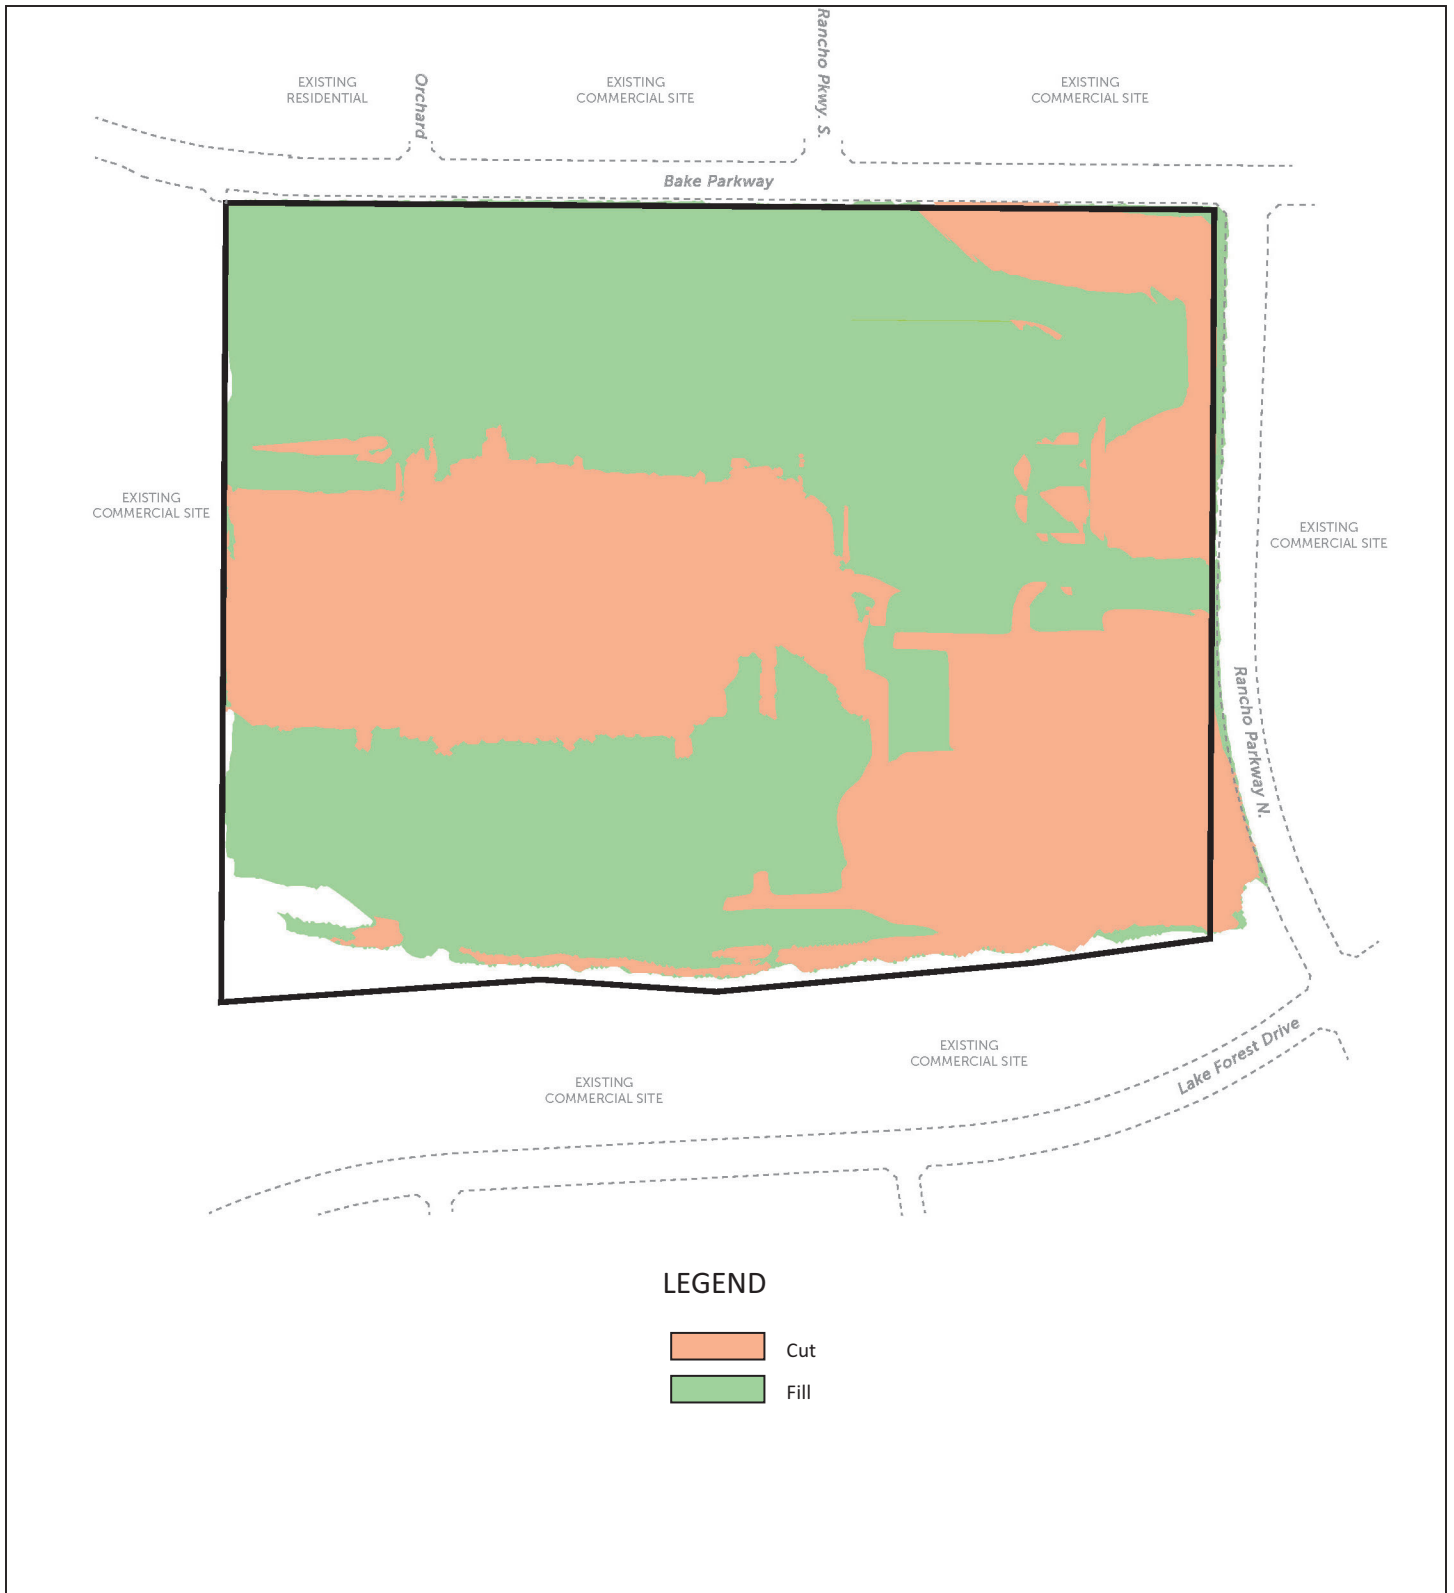 Rancho Pkwy. S.
EXISTING
RESIDENTIAL
Orchard
EXISTING
COMMERCIAL SITE
EXISTING
COMMERCIAL SITE
Bake Parkway
EXISTING
COMMERCIAL SITE
EXISTING
COMMERCIAL SITE
Rancho Parkway N.
EXISTING
COMMERCIAL SITE
Lake Forest Drive
EXISTING
COMMERCIAL SITE
LEGEND
Cut
Fill